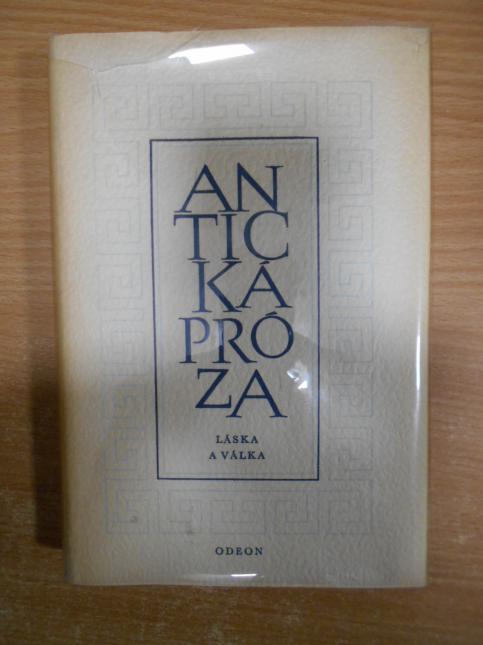 AN
TIC
KÁ
PRÓ
ZA
LÁSKA
A VÁLKA
ODEON